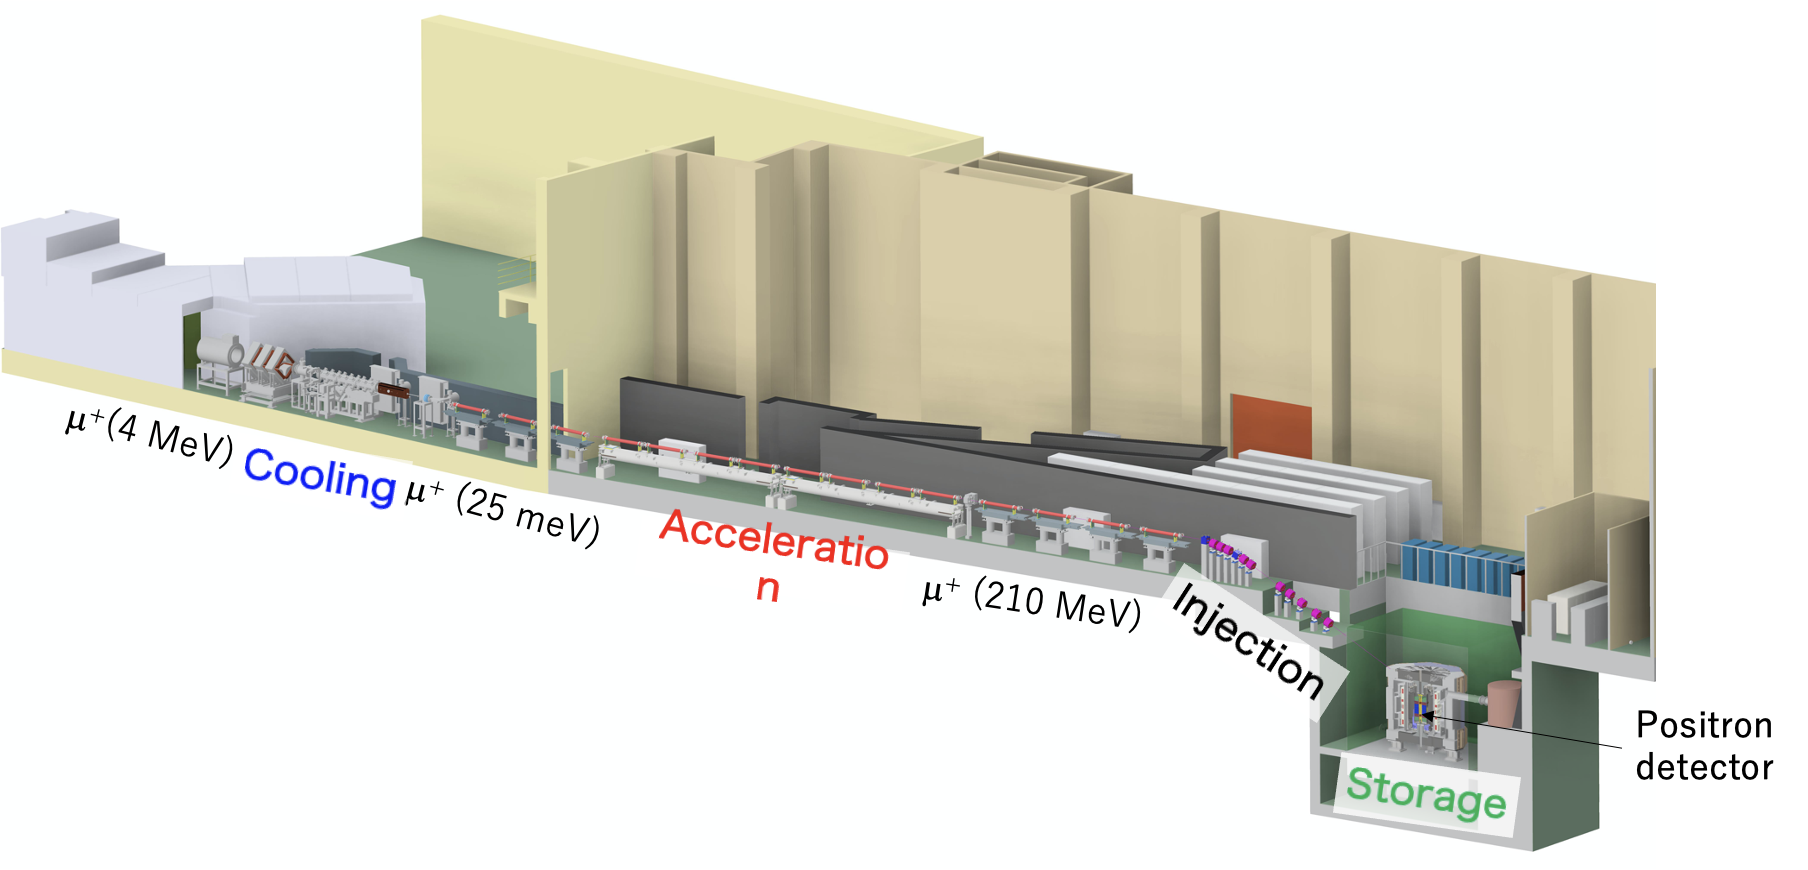 μ⁺(4 MeV)
Cooling
μ⁺ (25 meV)
Acceleratio
n
μ⁺ (210 MeV)
Injection
Storage
Positron
detector